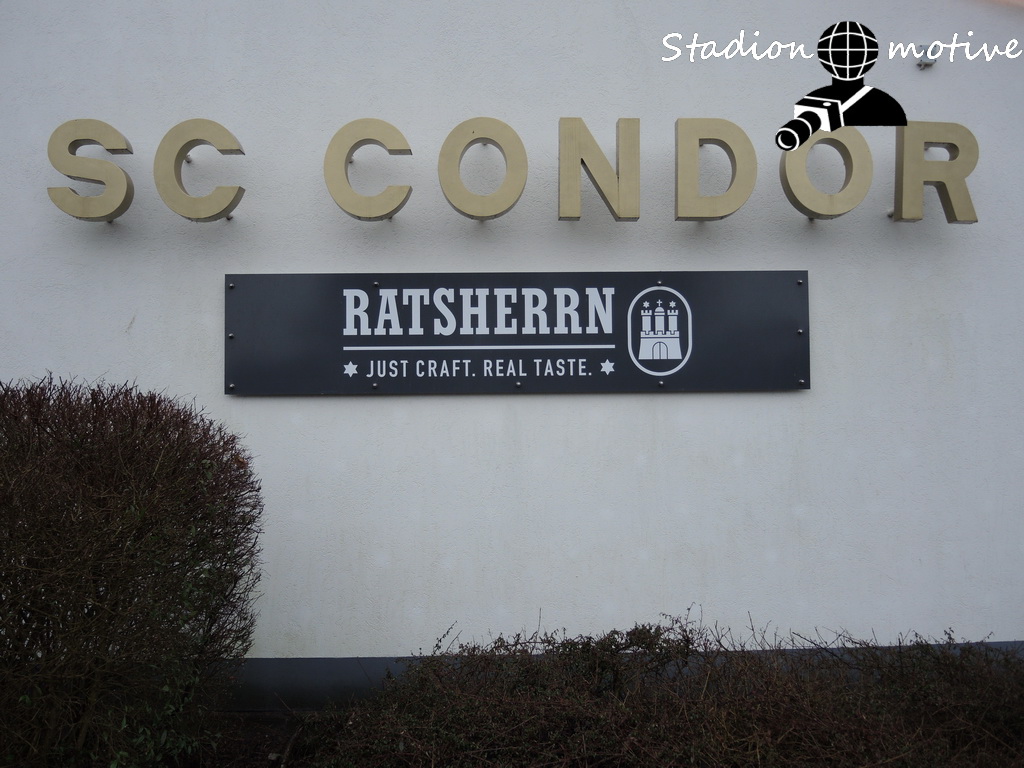 Stadion motive
SC CONDOR
RATSHERRN
JUST CRAFT. REAL TASTE.